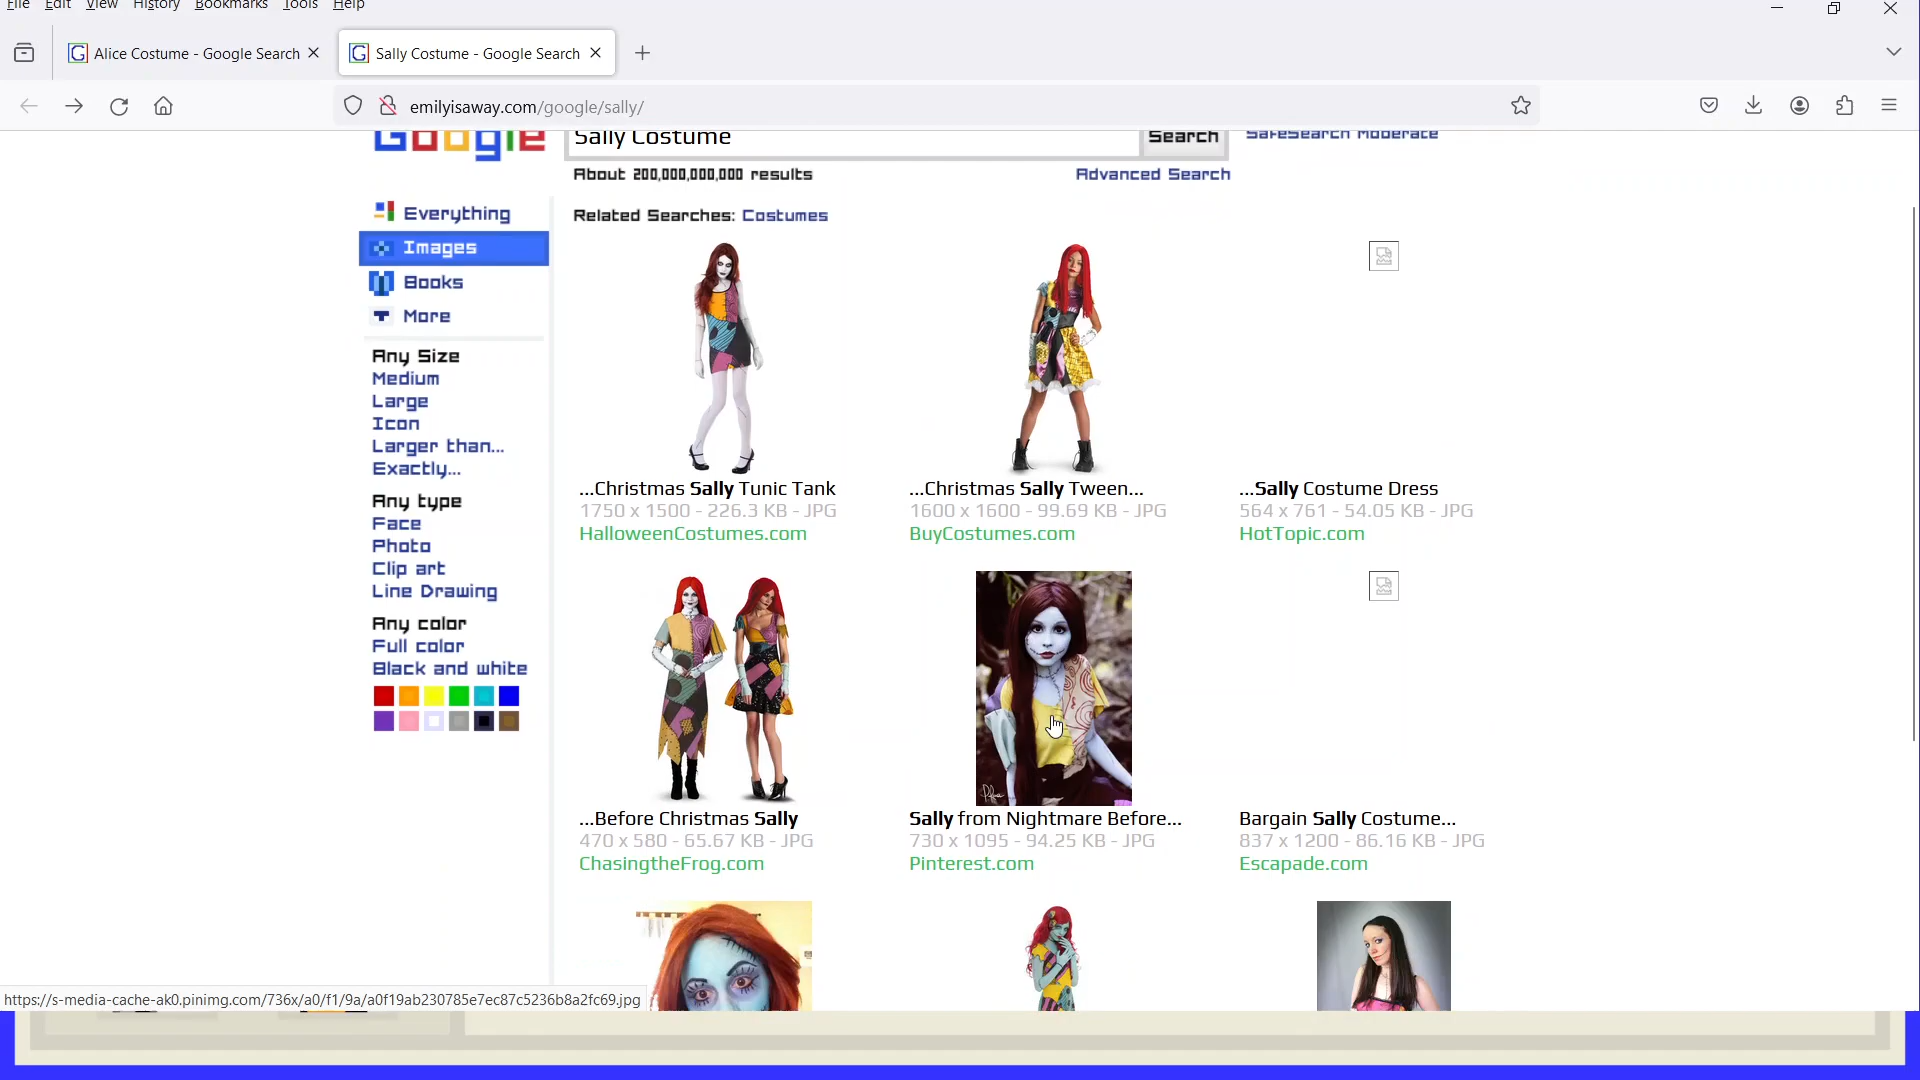 File Edit View History Bookmarks Tools Help
Alice Costume - Google Search
Sally Costume - Google Search
emilyisaway.com/google/sally/
Google
Sally Costume
Search
SafeSearch Moderate
About 200,000,000,000 results
Advanced Search
Related Searches: Costumes
Everything
Images
Books
More
Any Size
Medium
Large
Icon
Larger than...
Exactly...
Any type
Face
Photo
Clip art
Line Drawing
Any color
Full color
Black and white
...Christmas Sally Tunic Tank
1750 x 1500 - 226.3 KB - JPG
HalloweenCostumes.com
...Christmas Sally Tween...
1600 x 1600 - 99.69 KB - JPG
BuyCostumes.com
...Sally Costume Dress
564 x 761 - 54.05 KB - JPG
HotTopic.com
...Before Christmas Sally
470 x 580 - 65.67 KB - JPG
ChasingtheFrog.com
Sally from Nightmare Before...
730 x 1095 - 94.25 KB - JPG
Pinterest.com
Bargain Sally Costume...
837 x 1200 - 86.16 KB - JPG
Escapade.com
https://s-media-cache-ak0.pinimg.com/736x/a0/f1/9a/a0f19ab230785e7ec87c5236b8a2fc69.jpg